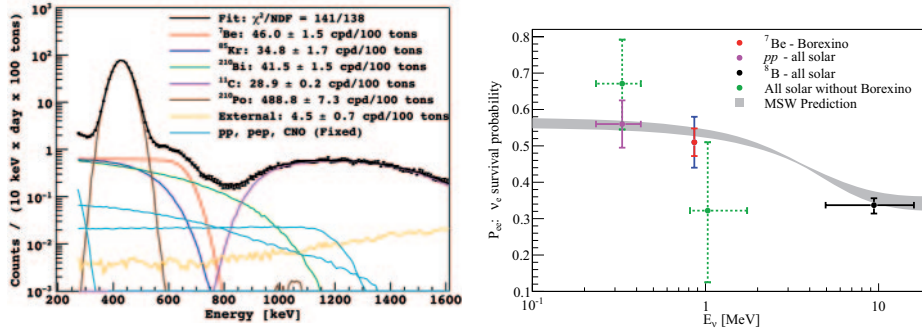 Fit: χ²/NDF = 141/138
⁷Be: 46.0 ± 1.5 cpd/100 tons
⁸⁵Kr: 34.8 ± 1.7 cpd/100 tons
²¹⁰Bi: 41.5 ± 1.5 cpd/100 tons
¹¹C: 28.9 ± 0.2 cpd/100 tons
²¹⁰Po: 488.8 ± 7.3 cpd/100 tons
External: 4.5 ± 0.7 cpd/100 tons
pp, pep, CNO (Fixed)
Counts / (10 keV x day x 100 tons)
10³
10²
10
1
10⁻¹
10⁻²
10⁻³
200 400 600 800 1000 1200 1400 1600
Energy [keV]
⁷Be - Borexino
pp - all solar
⁸B - all solar
All solar without Borexino
MSW Prediction
Pₑₑ: νₑ survival probability
0.8
0.7
0.6
0.5
0.4
0.3
0.2
0.1
10⁻¹ 1 10
E_ν [MeV]